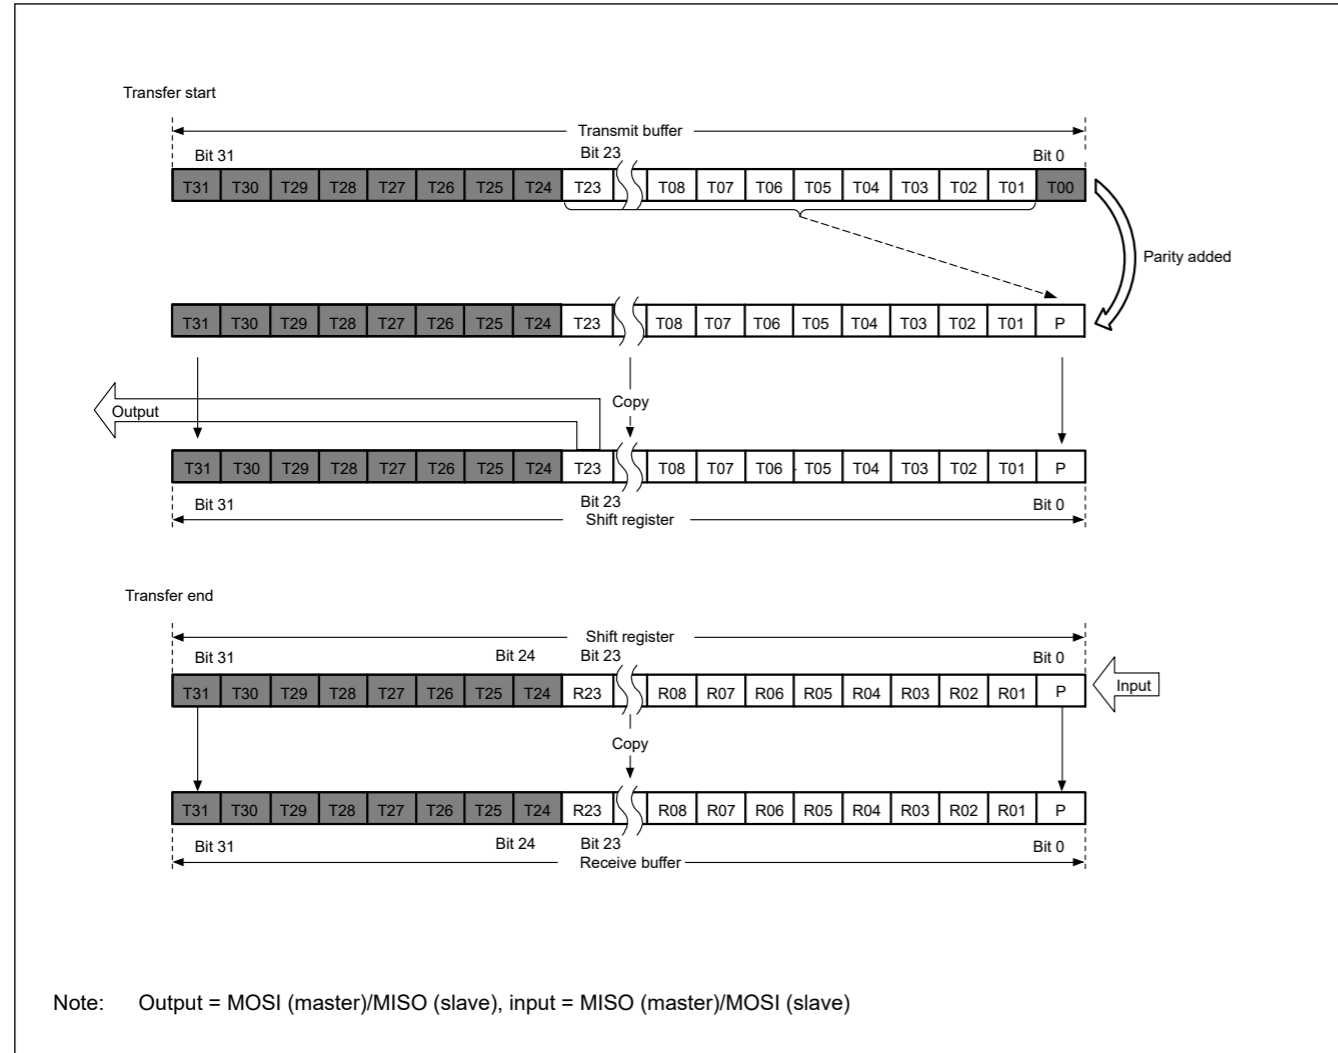 Transfer start
Transmit buffer
Bit 31 Bit 23 Bit 0
T31 T30 T29 T28 T27 T26 T25 T24 T23 T08 T07 T06 T05 T04 T03 T02 T01 T00
Parity added
T31 T30 T29 T28 T27 T26 T25 T24 T23 T08 T07 T06 T05 T04 T03 T02 T01 P
Copy
Output
T31 T30 T29 T28 T27 T26 T25 T24 T23 T08 T07 T06 T05 T04 T03 T02 T01 P
Bit 31 Bit 23 Bit 0
Shift register
Transfer end
Shift register
Bit 31 Bit 24 Bit 23 Bit 0
T31 T30 T29 T28 T27 T26 T25 T24 R23 R08 R07 R06 R05 R04 R03 R02 R01 P
Input
Copy
T31 T30 T29 T28 T27 T26 T25 T24 R23 R08 R07 R06 R05 R04 R03 R02 R01 P
Bit 31 Bit 24 Bit 23 Bit 0
Receive buffer
Note: Output = MOSI (master)/MISO (slave), input = MISO (master)/MOSI (slave)